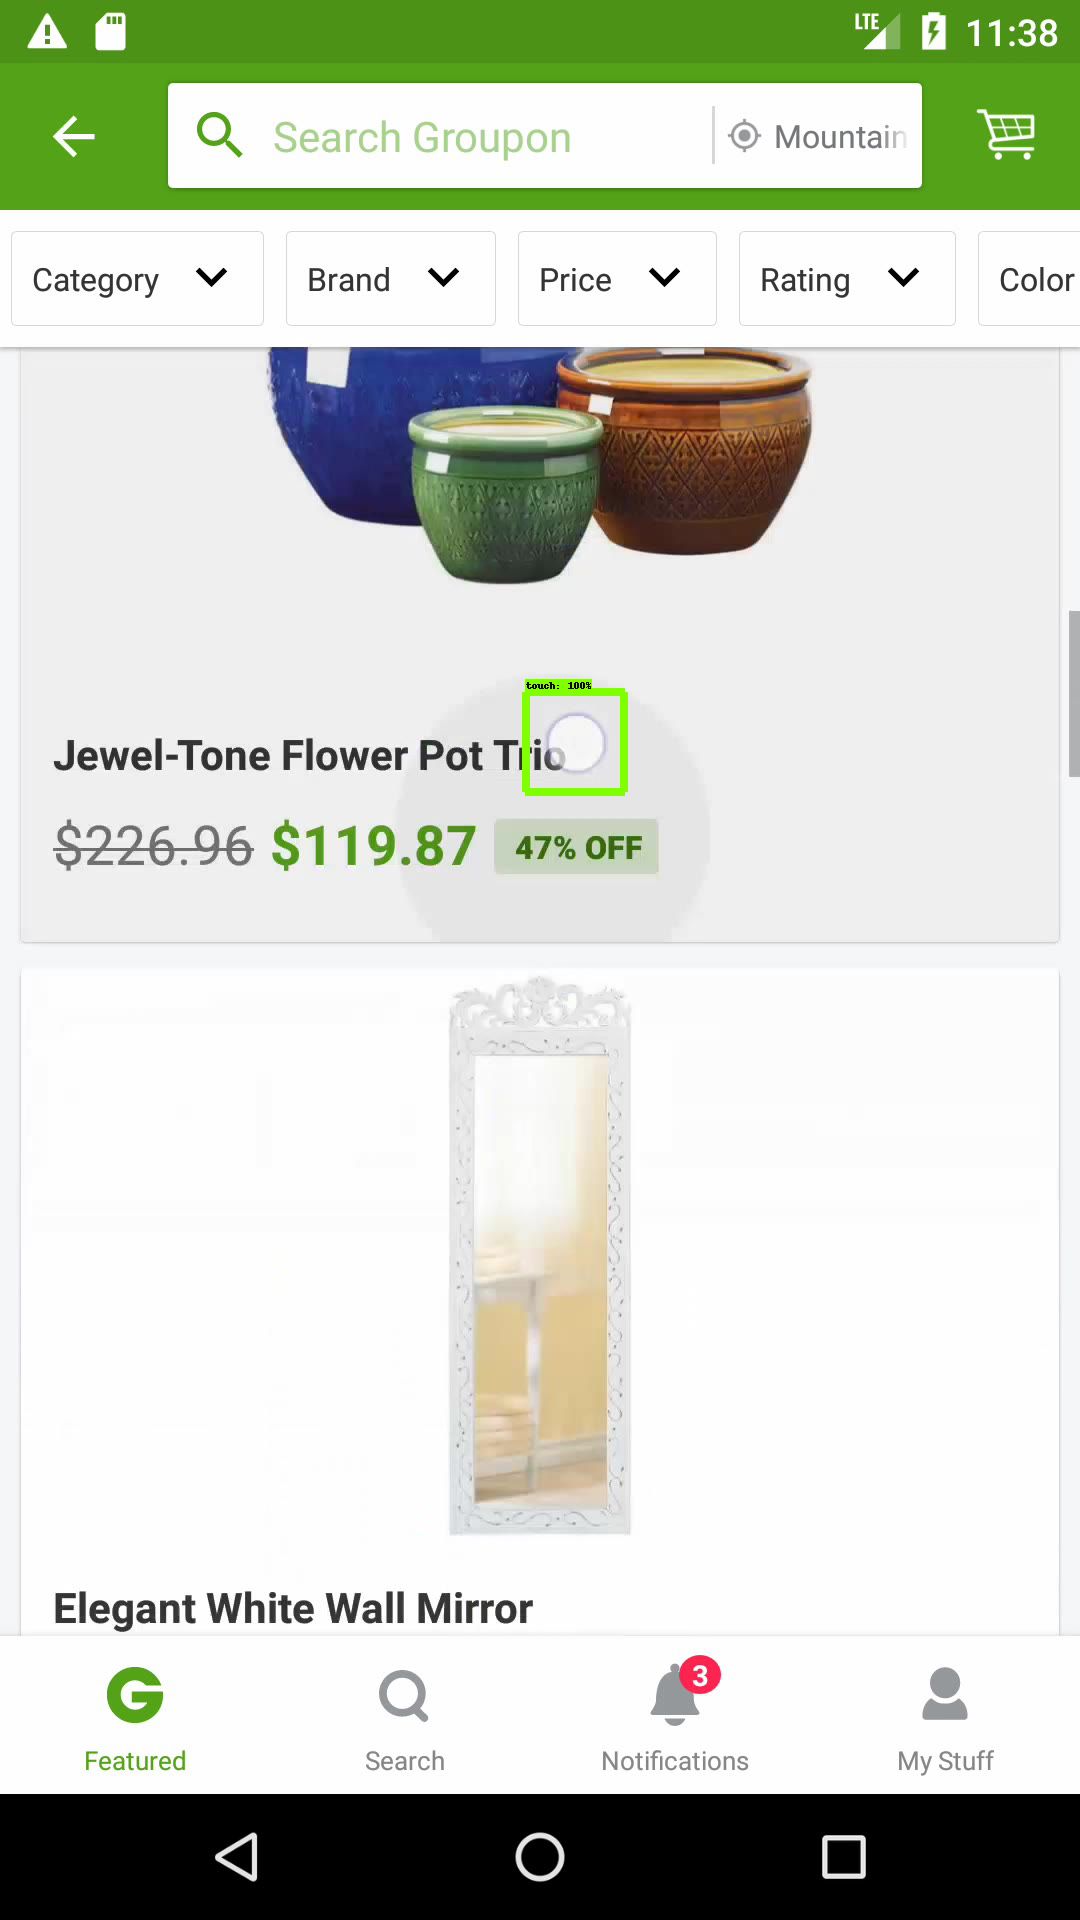 LTE 11:38
Search Groupon Mountain
Category Brand Price Rating Color
touch: 100%
Jewel-Tone Flower Pot Trio
$226.96 $119.87 47% OFF
Elegant White Wall Mirror
3
Featured Search Notifications My Stuff